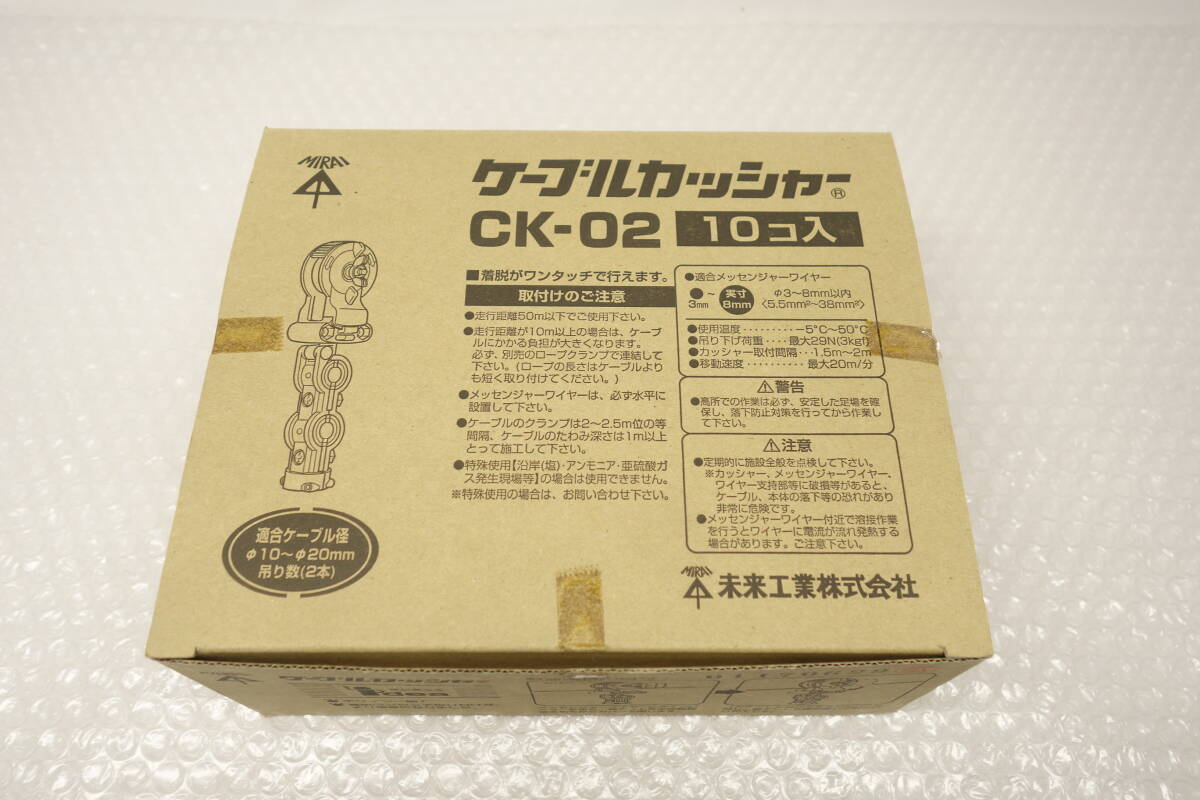 MIRAI
ケーブルカッシャー®
CK-02 10コ入
■着脱がワンタッチで行えます。
取付けのご注意
●走行距離50m以下でご使用下さい。
●走行距離が10m以上の場合は、ケーブ
ルにかかる負担が大きくなります。
必ず、別売のロープクランプで連結して
下さい。(ロープの長さはケーブルより
も短く取り付けてください。)
●メッセンジャーワイヤーは、必ず水平に
設置して下さい。
●ケーブルのクランプは2〜2.5m位の等
間隔、ケーブルのたわみ深さは1m以上
とって施工して下さい。
●特殊使用【沿岸(塩)・アンモニア・亜硫酸ガ
ス発生現場等】の場合は使用できません。
※特殊使用の場合は、お問い合わせ下さい。
●適合メッセンジャーワイヤー
3mm 〜 実寸 8mm φ3〜8mm以内
〈5.5mm²〜38mm²〉
●使用温度・・・・・・・・・−5°C〜50°C
●吊り下げ荷重・・・・最大29N(3kgf)
●カッシャー取付間隔・・・1.5m〜2m
●移動速度・・・・・・・・・・最大20m/分
⚠警告
●高所での作業は必ず、安定した足場を確
保し、落下防止対策を行ってから作業し
て下さい。
⚠注意
●定期的に施設全般を点検して下さい。
※カッシャー、メッセンジャーワイヤー、
ワイヤー支持部等に破損等があると、
ケーブル、本体の落下等の恐れがあり
非常に危険です。
●メッセンジャーワイヤー付近で溶接作業
を行うとワイヤーに電流が流れ発熱する
場合があります。ご注意下さい。
適合ケーブル径
φ10〜φ20mm
吊り数(2本)
MIRAI 未来工業株式会社
MIRAI
ケーブルカッシャー